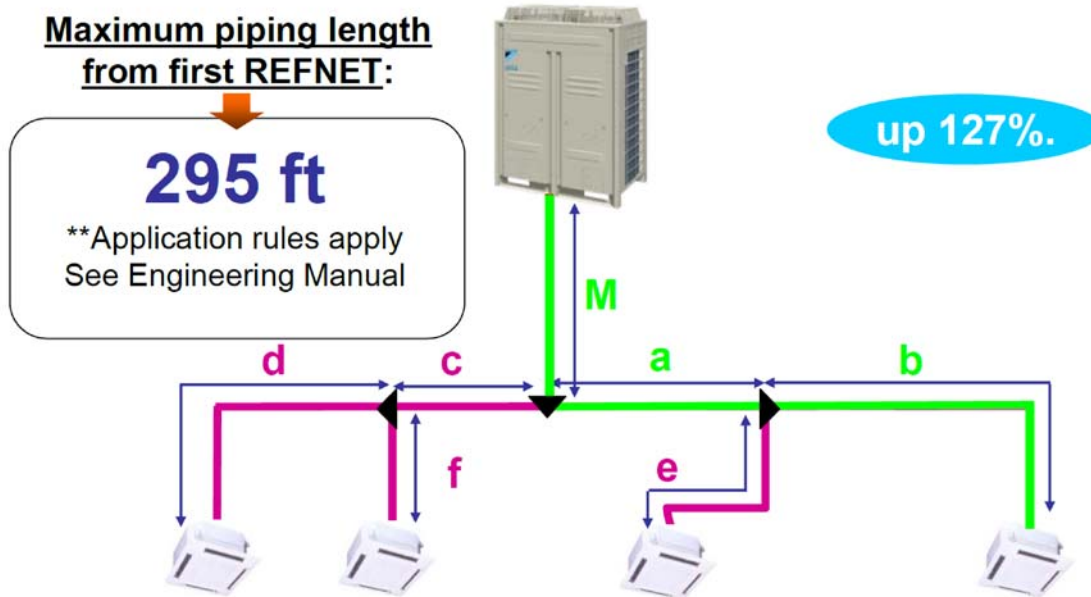 Maximum piping length
from first REFNET:
up 127%.
295 ft
**Application rules apply
See Engineering Manual
M
d
c
a
b
f
e